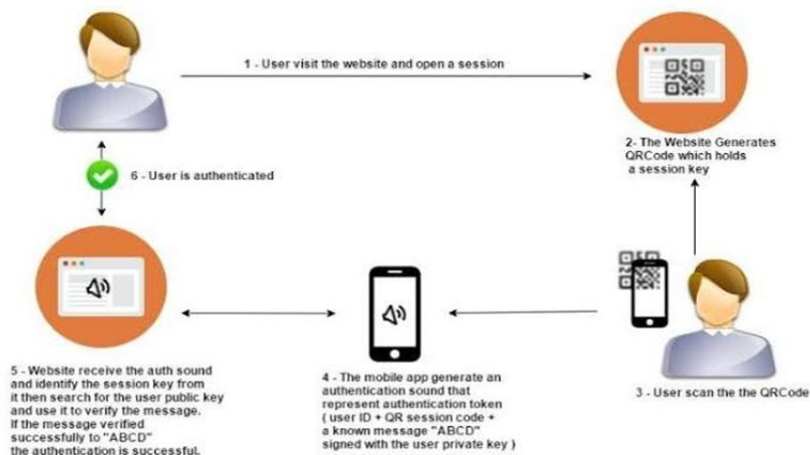 1 - User visit the website and open a session
2- The Website Generates
QRCode which holds
a session key
6 - User is authenticated
5 - Website receive the auth sound
and identify the session key from
it then search for the user public key
and use it to verify the message.
If the message verified
successfully to "ABCD"
the authentication is successful.
4 - The mobile app generate an
authentication sound that
represent authentication token
( user ID + QR session code +
a known message "ABCD"
signed with the user private key )
3 - User scan the the QRCode